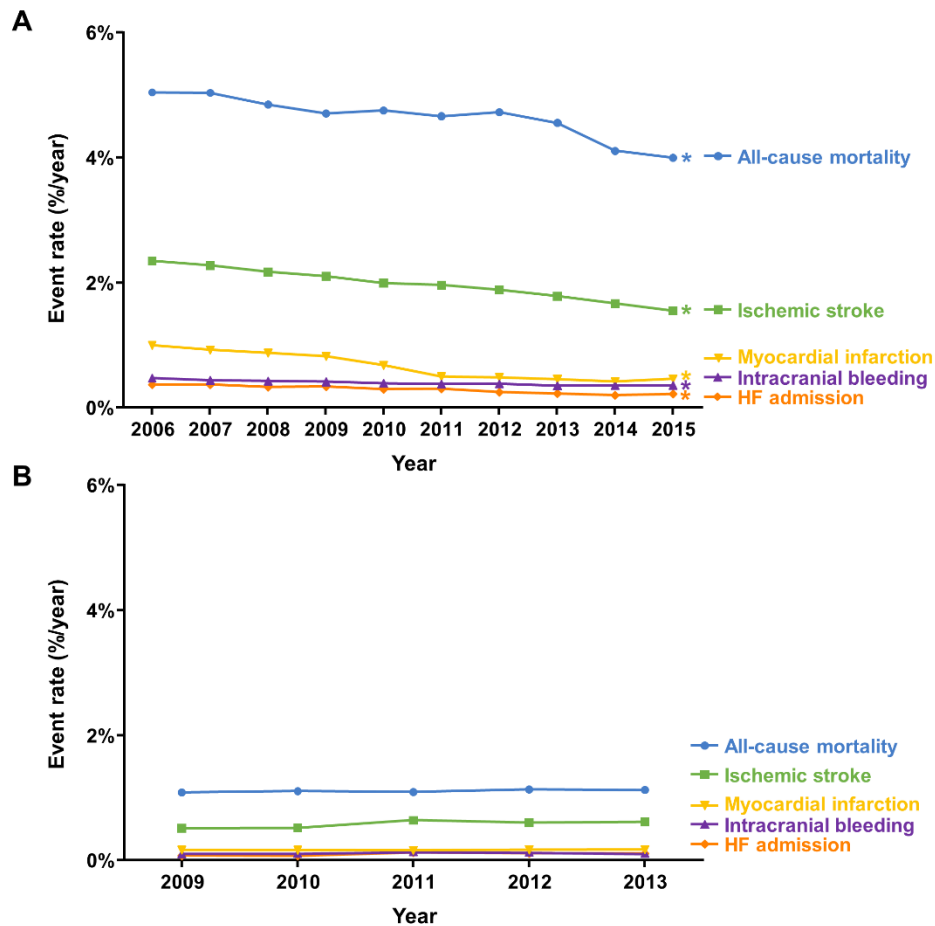 A
6%
4%
2%
0%
Event rate (%/year)
* All-cause mortality
* Ischemic stroke
Myocardial infarction
*
Intracranial bleeding
*
HF admission
*
2006 2007 2008 2009 2010 2011 2012 2013 2014 2015
Year
B
6%
4%
2%
0%
Event rate (%/year)
All-cause mortality
Ischemic stroke
Myocardial infarction
Intracranial bleeding
HF admission
2009 2010 2011 2012 2013
Year